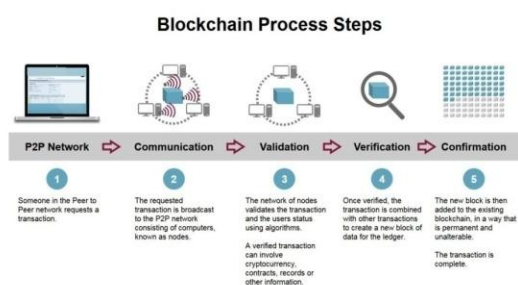 Blockchain Process Steps
P2P Network
Communication
Validation
Verification
Confirmation
1
Someone in the Peer to
Peer network requests a
transaction.
2
The requested
transaction is broadcast
to the P2P network
consisting of computers,
known as nodes.
3
The network of nodes
validates the transaction
and the users status
using algorithms.
A verified transaction
can involve
cryptocurrency,
contracts, records or
other information.
4
Once verified, the
transaction is combined
with other transactions
to create a new block of
data for the ledger.
5
The new block is then
added to the existing
blockchain, in a way that
is permanent and
unalterable.
The transaction is
complete.